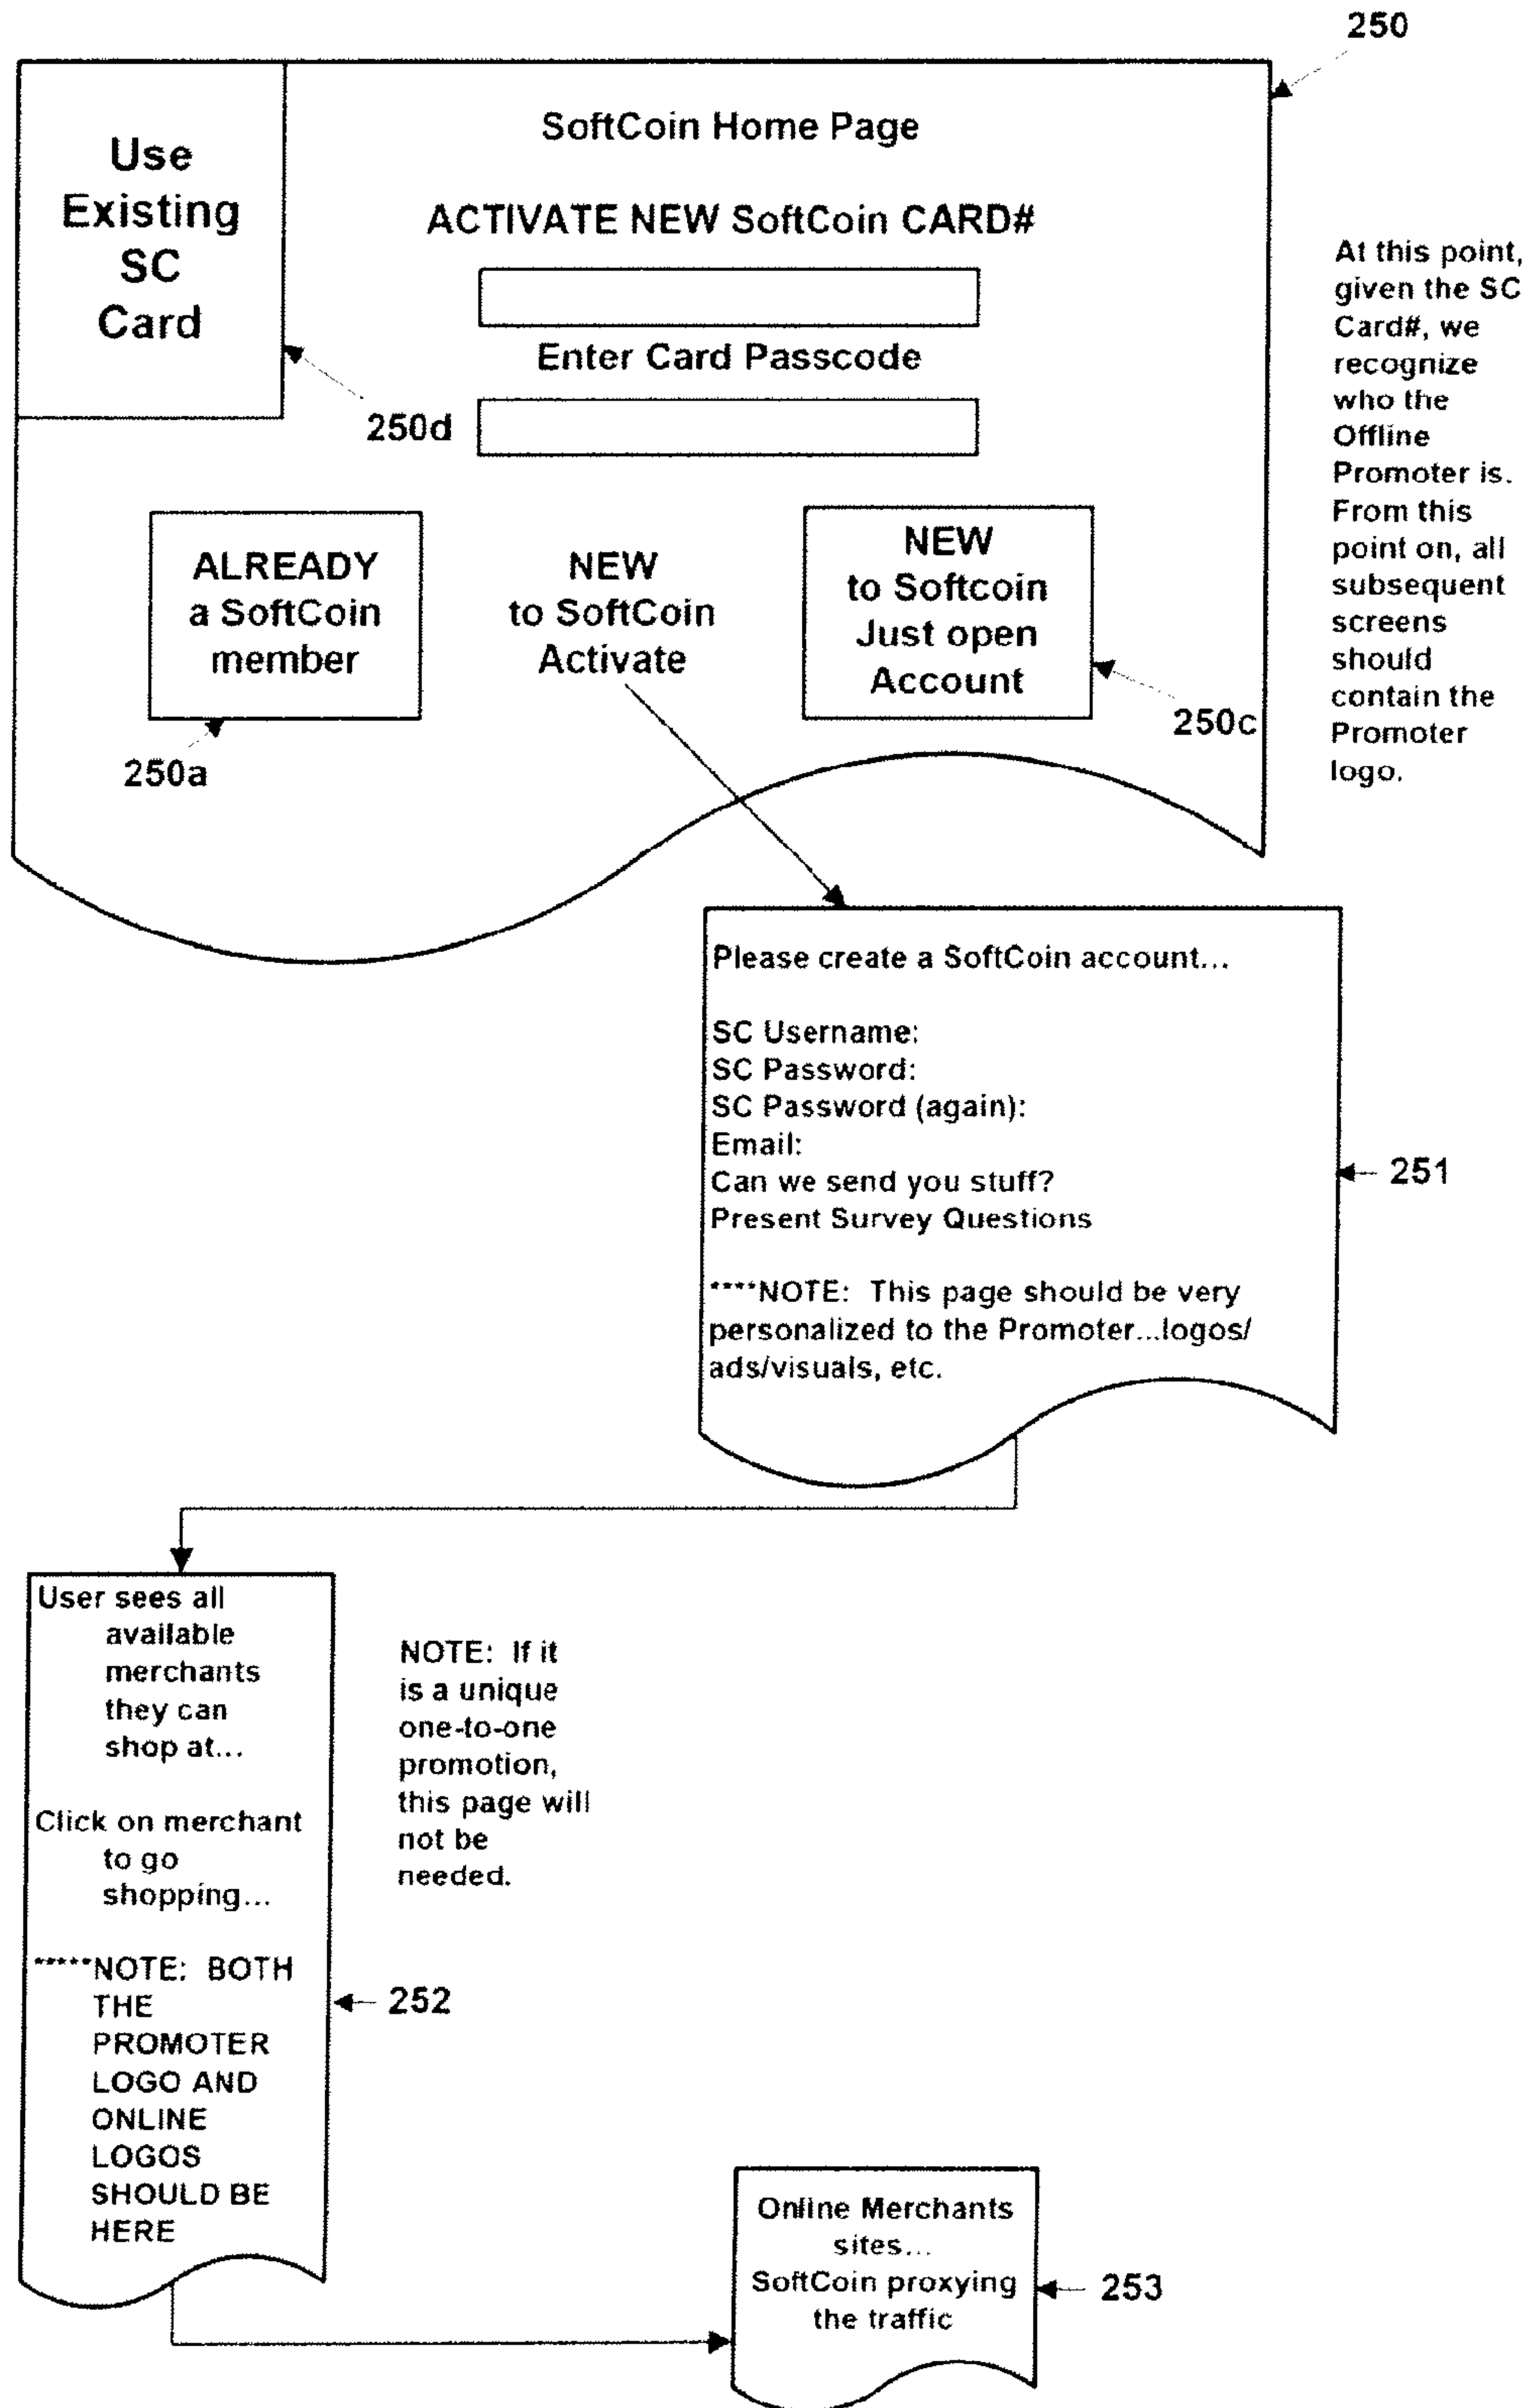 250
Use
Existing
SC
Card
SoftCoin Home Page
ACTIVATE NEW SoftCoin CARD#
Enter Card Passcode
250d
ALREADY
a SoftCoin
member
250a
NEW
to SoftCoin
Activate
NEW
to Softcoin
Just open
Account
250c
At this point,
given the SC
Card#, we
recognize
who the
Offline
Promoter is.
From this
point on, all
subsequent
screens
should
contain the
Promoter
logo.
Please create a SoftCoin account...
SC Username:
SC Password:
SC Password (again):
Email:
Can we send you stuff?
Present Survey Questions
****NOTE: This page should be very
personalized to the Promoter...logos/
ads/visuals, etc.
251
User sees all
available
merchants
they can
shop at...
Click on merchant
to go
shopping...
*****NOTE: BOTH
THE
PROMOTER
LOGO AND
ONLINE
LOGOS
SHOULD BE
HERE
252
NOTE: If it
is a unique
one-to-one
promotion,
this page will
not be
needed.
Online Merchants
sites...
SoftCoin proxying
the traffic
253